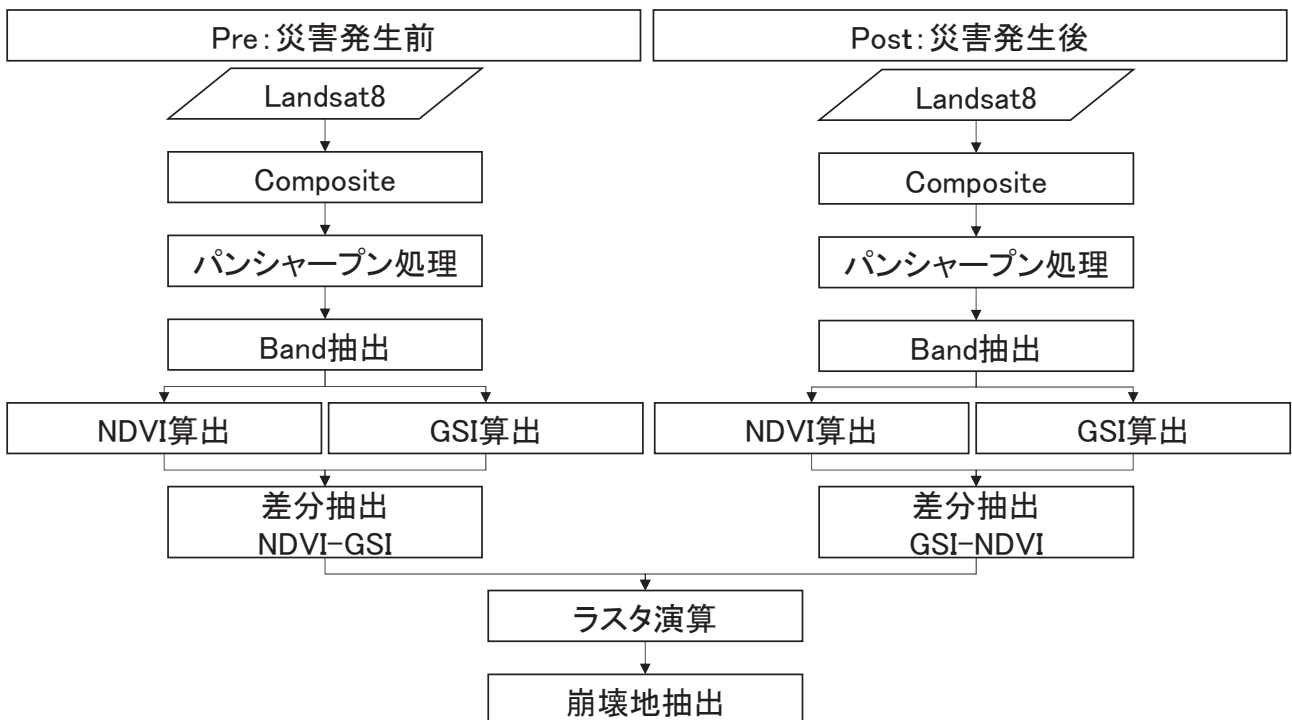 Pre:災害発生前
Post:災害発生後
Landsat8
Landsat8
Composite
Composite
パンシャープン処理
パンシャープン処理
Band抽出
Band抽出
NDVI算出
GSI算出
NDVI算出
GSI算出
差分抽出
NDVI-GSI
差分抽出
GSI-NDVI
ラスタ演算
崩壊地抽出